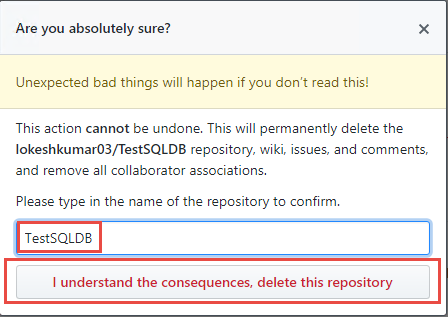 Are you absolutely sure?
Unexpected bad things will happen if you don't read this!
This action cannot be undone. This will permanently delete the
lokeshkumar03/TestSQLDB repository, wiki, issues, and comments,
and remove all collaborator associations.
Please type in the name of the repository to confirm.
TestSQLDB
I understand the consequences, delete this repository